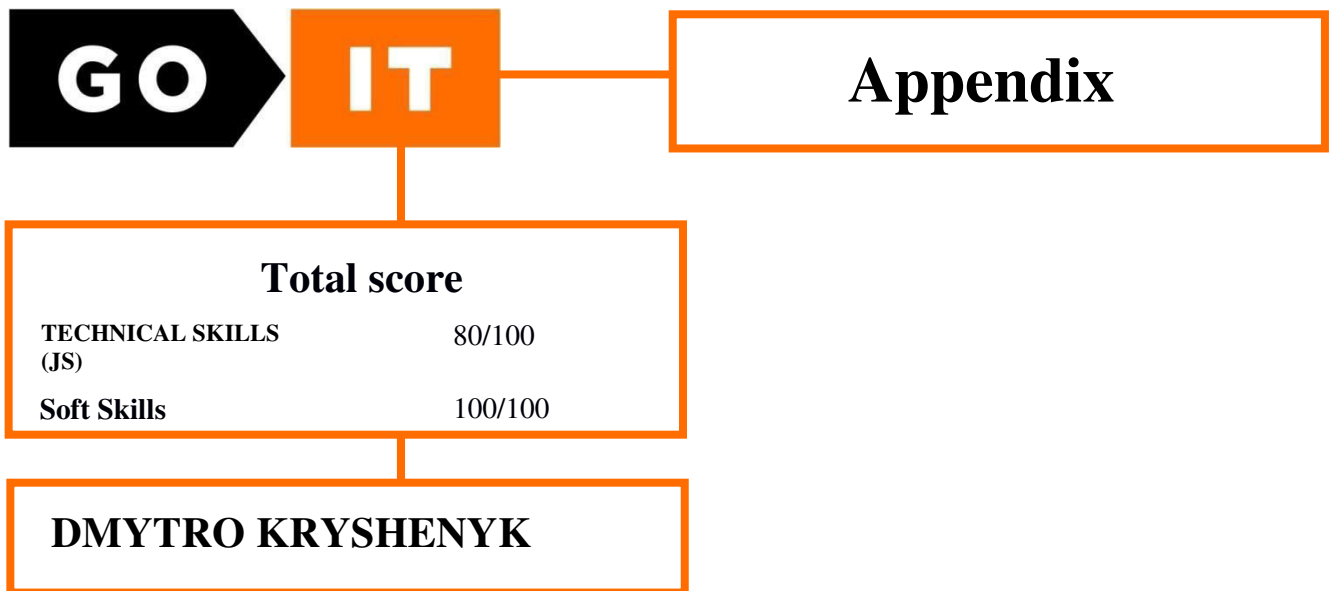 GO IT
Appendix
Total score
TECHNICAL SKILLS 80/100
(JS)
Soft Skills 100/100
DMYTRO KRYSHENYK